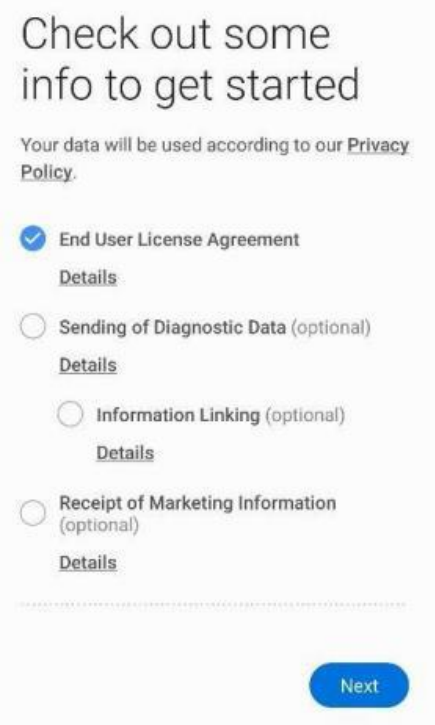 Check out some
info to get started
Your data will be used according to our Privacy
Policy.
End User License Agreement
Details
Sending of Diagnostic Data (optional)
Details
Information Linking (optional)
Details
Receipt of Marketing Information
(optional)
Details
Next